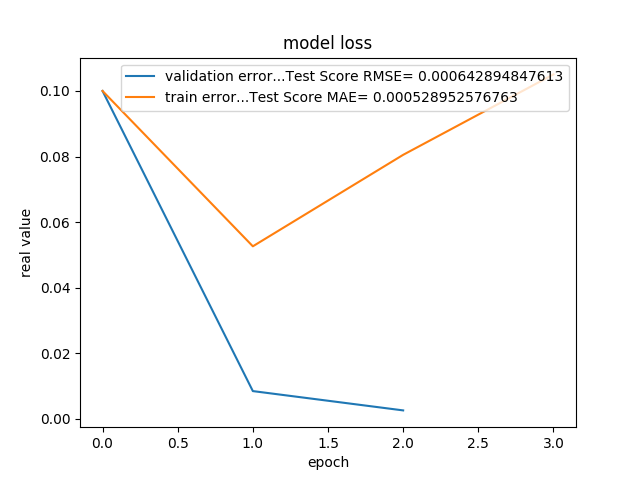 model loss
validation error...Test Score RMSE= 0.000642894847613
train error...Test Score MAE= 0.000528952576763
real value
0.10
0.08
0.06
0.04
0.02
0.00
0.0 0.5 1.0 1.5 2.0 2.5 3.0
epoch